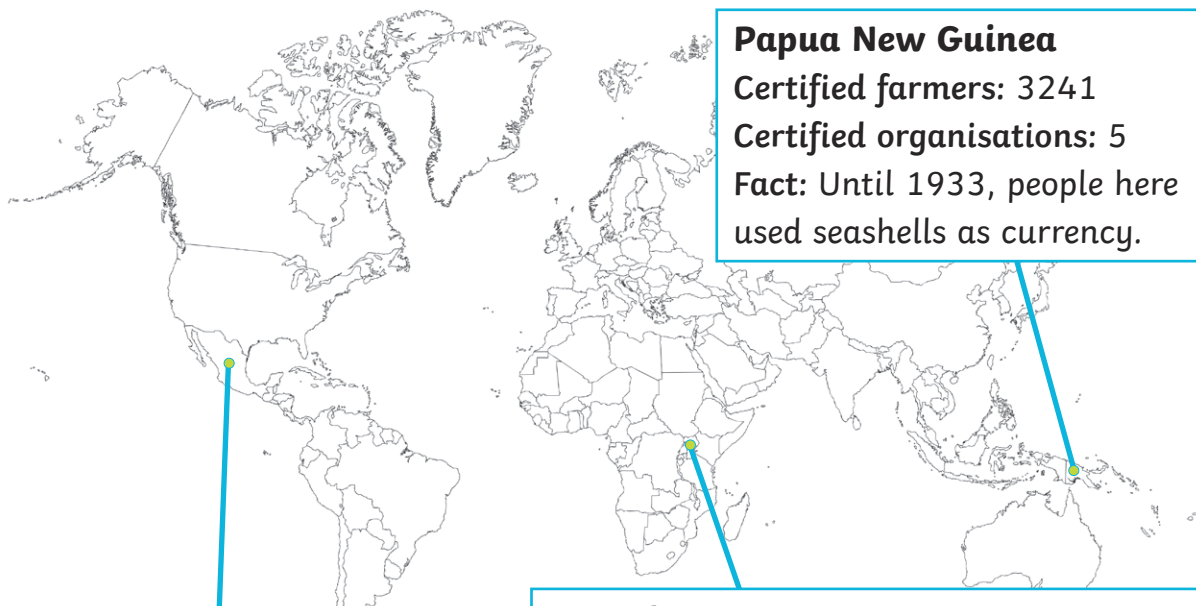 Papua New Guinea
Certified farmers: 3241
Certified organisations: 5
Fact: Until 1933, people here
used seashells as currency.